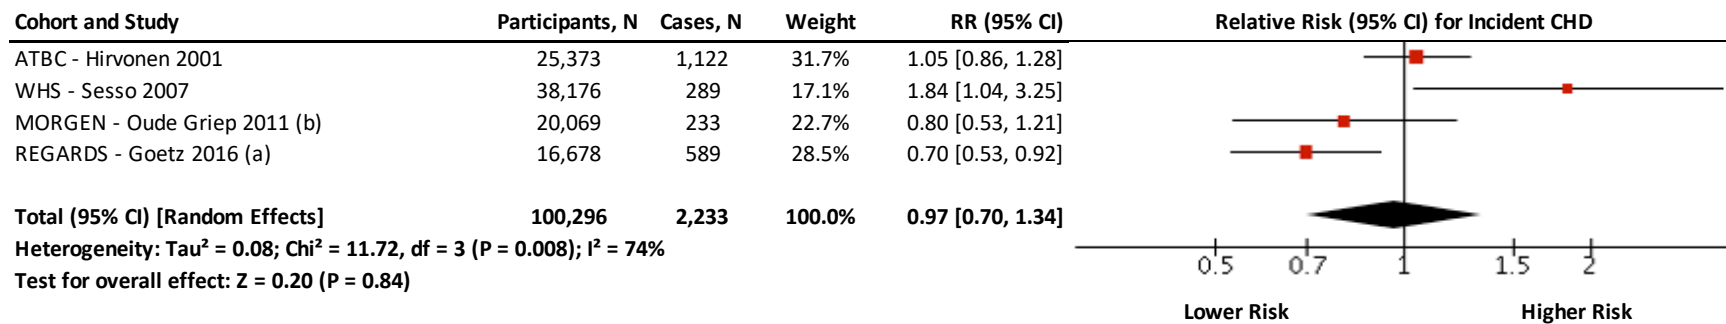 Cohort and Study Participants, N Cases, N Weight RR (95% CI) Relative Risk (95% CI) for Incident CHD
ATBC - Hirvonen 2001 25,373 1,122 31.7% 1.05 [0.86, 1.28]
WHS - Sesso 2007 38,176 289 17.1% 1.84 [1.04, 3.25]
MORGEN - Oude Griep 2011 (b) 20,069 233 22.7% 0.80 [0.53, 1.21]
REGARDS - Goetz 2016 (a) 16,678 589 28.5% 0.70 [0.53, 0.92]
Total (95% CI) [Random Effects] 100,296 2,233 100.0% 0.97 [0.70, 1.34]
Heterogeneity: Tau² = 0.08; Chi² = 11.72, df = 3 (P = 0.008); I² = 74%
0.5 0.7 1 1.5 2
Test for overall effect: Z = 0.20 (P = 0.84)
Lower Risk Higher Risk